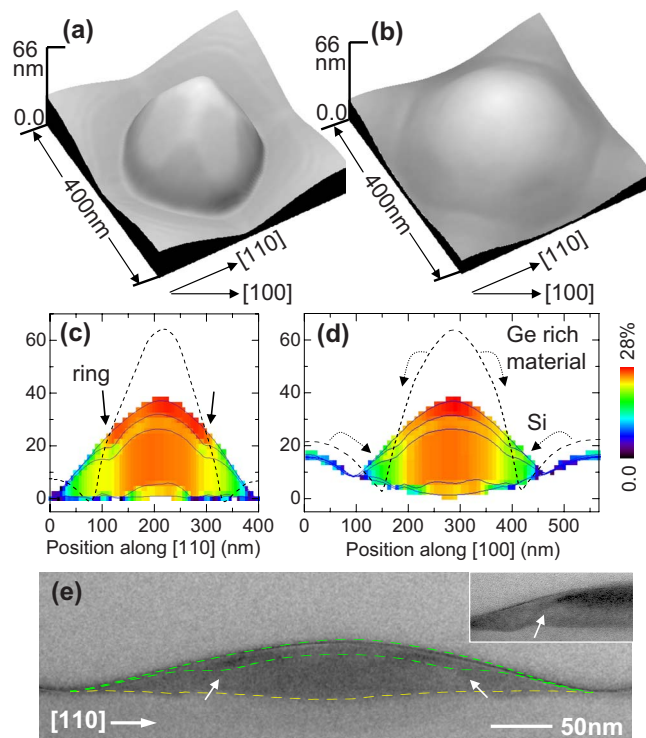 (a)
66
nm
0.0
400nm
[110]
[100]
(b)
66
nm
0.0
400nm
[110]
[100]
(c)
ring
60
40
20
0
0
100
200
300
400
Position along [110] (nm)
(d)
Ge rich
material
Si
60
40
20
0
0
100
200
300
400
500
Position along [100] (nm)
28%
0.0
(e)
[110]
50nm